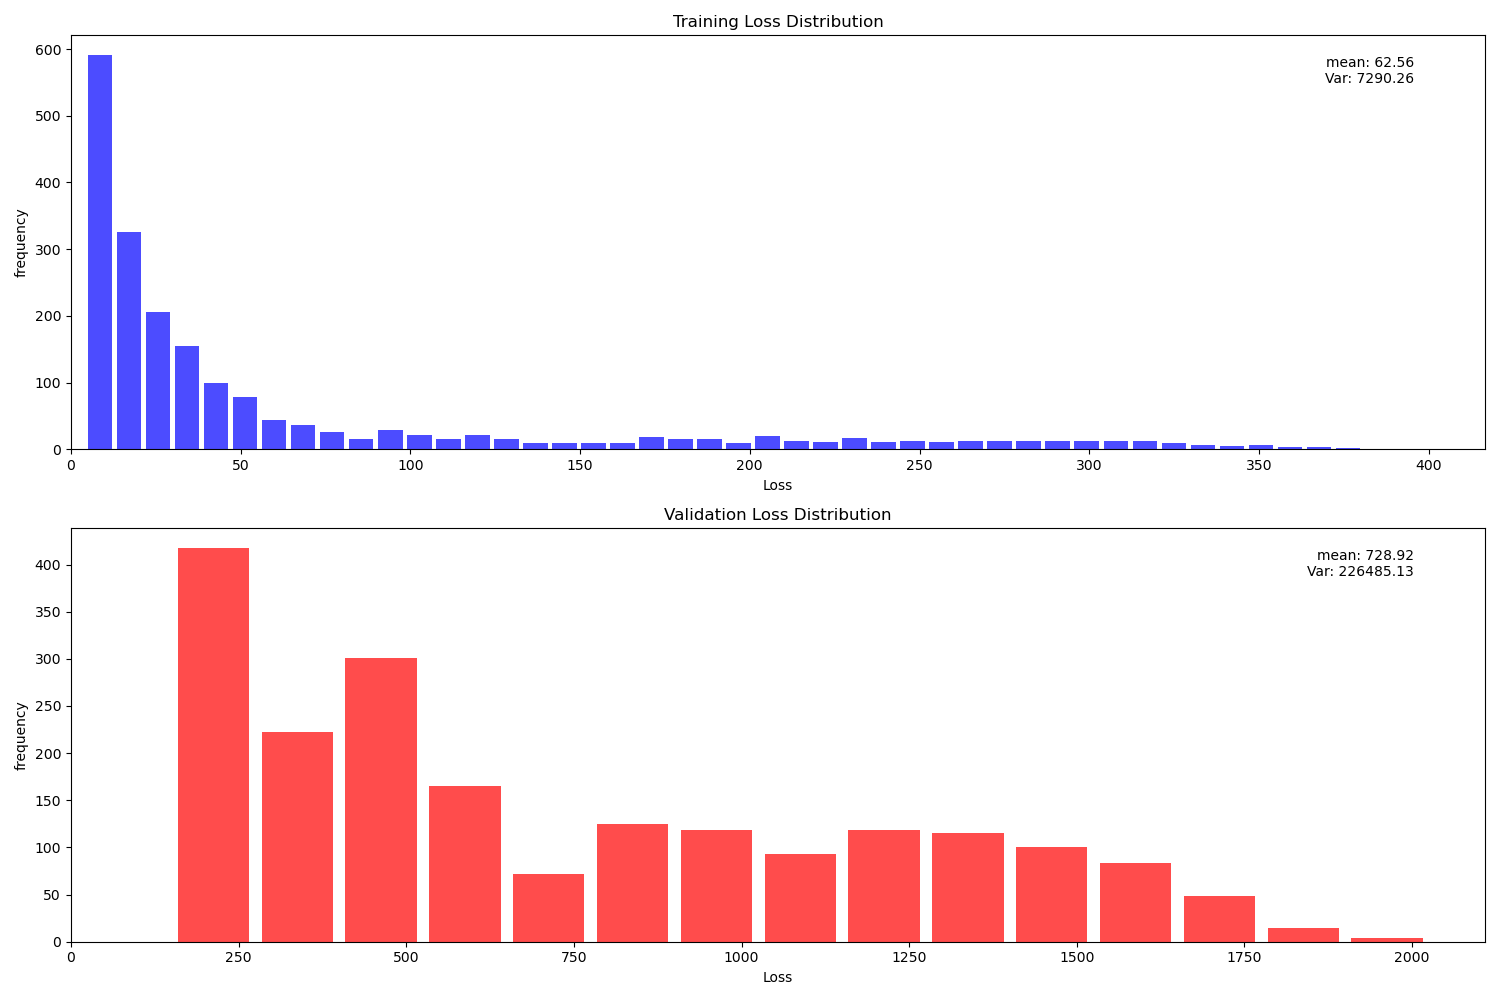 Training Loss Distribution
mean: 62.56
Var: 7290.26
600
500
400
300
200
100
0
frequency
0 50 100 150 200 250 300 350 400
Loss
Validation Loss Distribution
mean: 728.92
Var: 226485.13
400
350
300
250
200
150
100
50
0
frequency
0 250 500 750 1000 1250 1500 1750 2000
Loss